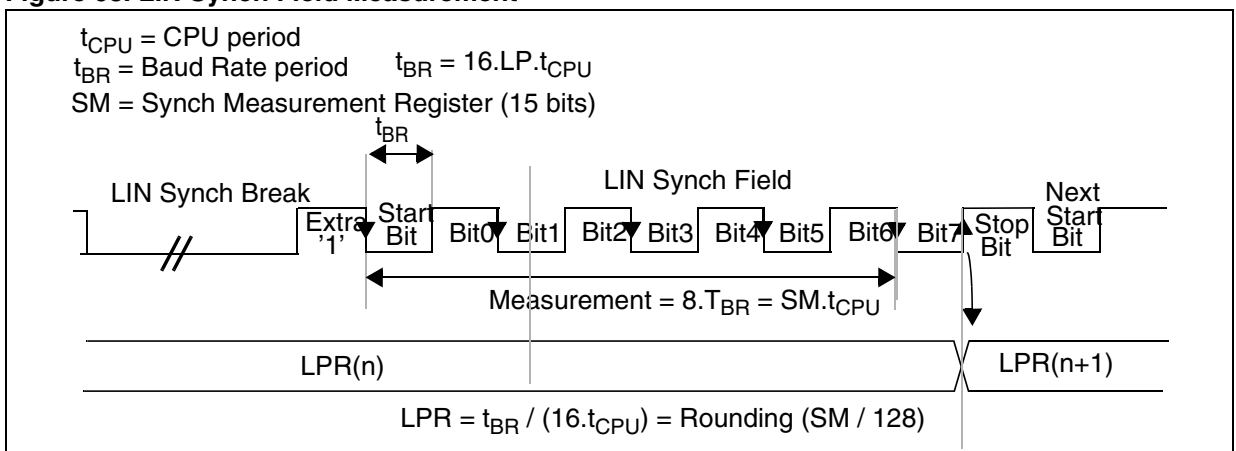 Figure 68. LIN Synch Field Measurement
tCPU = CPU period
tBR = Baud Rate period tBR = 16.LP.tCPU
SM = Synch Measurement Register (15 bits)
tBR
LIN Synch Break
LIN Synch Field
Extra '1'
Start Bit
Bit0
Bit1
Bit2
Bit3
Bit4
Bit5
Bit6
Bit7
Stop Bit
Next Start Bit
Measurement = 8.TBR = SM.tCPU
LPR(n)
LPR(n+1)
LPR = tBR / (16.tCPU) = Rounding (SM / 128)